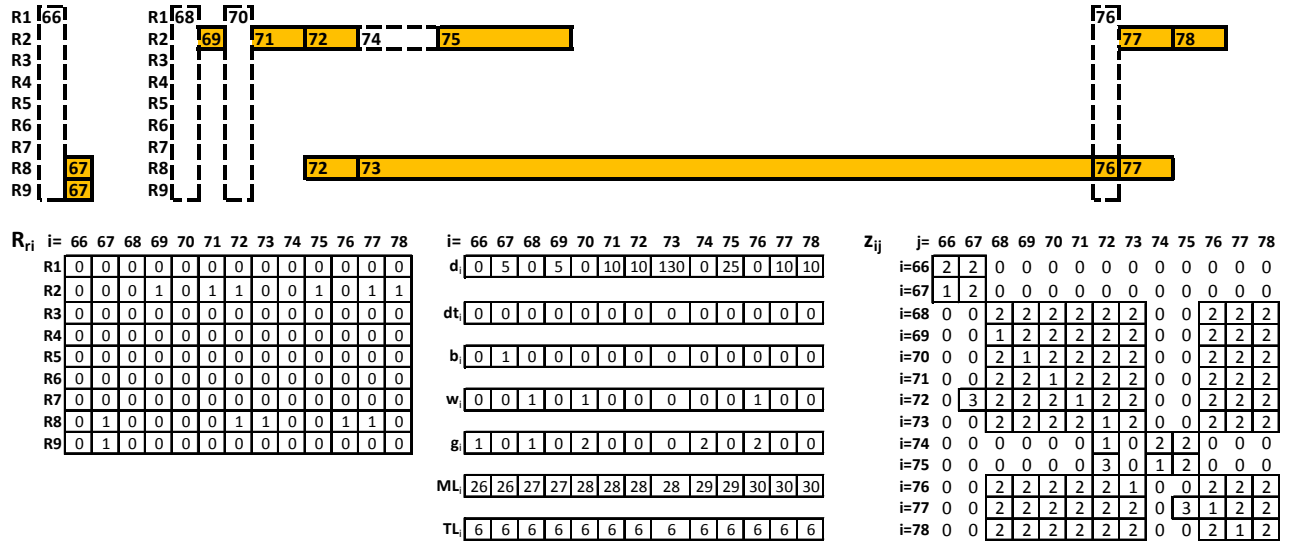 R1 66 R1 68 70 76
R2 R2 69 71 72 74 75 77 78
R3 R3
R4 R4
R5 R5
R6 R6
R7 R7
R8 67 R8 72 73 76 77
R9 67 R9
Rri i= 66 67 68 69 70 71 72 73 74 75 76 77 78
R1 0 0 0 0 0 0 0 0 0 0 0 0 0
R2 0 0 0 1 0 1 1 0 0 1 0 1 1
R3 0 0 0 0 0 0 0 0 0 0 0 0 0
R4 0 0 0 0 0 0 0 0 0 0 0 0 0
R5 0 0 0 0 0 0 0 0 0 0 0 0 0
R6 0 0 0 0 0 0 0 0 0 0 0 0 0
R7 0 0 0 0 0 0 0 0 0 0 0 0 0
R8 0 1 0 0 0 0 1 1 0 0 1 1 0
R9 0 1 0 0 0 0 0 0 0 0 0 0 0
i= 66 67 68 69 70 71 72 73 74 75 76 77 78
di 0 5 0 5 0 10 10 130 0 25 0 10 10
dti 0 0 0 0 0 0 0 0 0 0 0 0 0
bi 0 1 0 0 0 0 0 0 0 0 0 0 0
wi 0 0 1 0 1 0 0 0 0 0 1 0 0
gi 1 0 1 0 2 0 0 0 2 0 2 0 0
MLi 26 26 27 27 28 28 28 28 29 29 30 30 30
TLi 6 6 6 6 6 6 6 6 6 6 6 6 6
zij j= 66 67 68 69 70 71 72 73 74 75 76 77 78
i=66 2 2 0 0 0 0 0 0 0 0 0 0 0
i=67 1 2 0 0 0 0 0 0 0 0 0 0 0
i=68 0 0 2 2 2 2 2 2 0 0 2 2 2
i=69 0 0 1 2 2 2 2 2 0 0 2 2 2
i=70 0 0 2 1 2 2 2 2 0 0 2 2 2
i=71 0 0 2 2 1 2 2 2 0 0 2 2 2
i=72 0 3 2 2 2 1 2 2 0 0 2 2 2
i=73 0 0 2 2 2 2 1 2 0 0 2 2 2
i=74 0 0 0 0 0 0 1 0 2 2 0 0 0
i=75 0 0 0 0 0 0 3 0 1 2 0 0 0
i=76 0 0 2 2 2 2 2 1 0 0 2 2 2
i=77 0 0 2 2 2 2 2 2 0 3 1 2 2
i=78 0 0 2 2 2 2 2 2 0 0 2 1 2